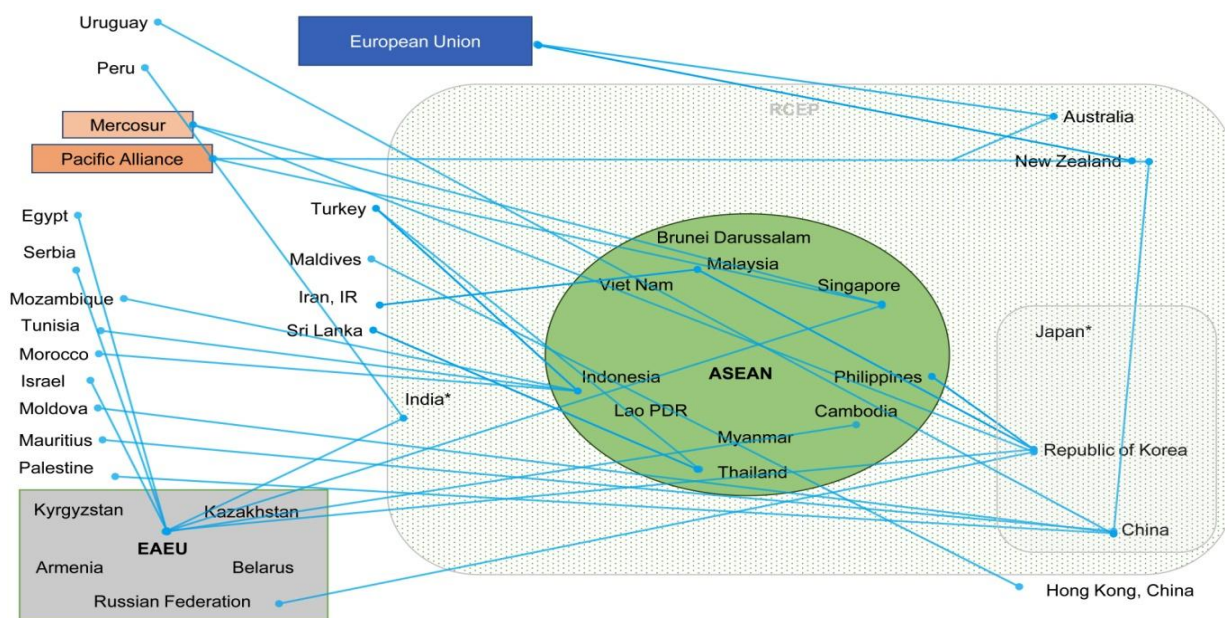 Uruguay
European Union
Peru
RCEP
Australia
Mercosur
Pacific Alliance
New Zealand
Egypt
Turkey
Brunei Darussalam
Serbia
Maldives
Malaysia
Viet Nam
Singapore
Mozambique
Iran, IR
Tunisia
Sri Lanka
Japan*
Morocco
Israel
Indonesia
ASEAN
Philippines
Moldova
India*
Lao PDR
Cambodia
Mauritius
Myanmar
Republic of Korea
Palestine
Thailand
Kyrgyzstan
Kazakhstan
China
EAEU
Armenia
Belarus
Russian Federation
Hong Kong, China